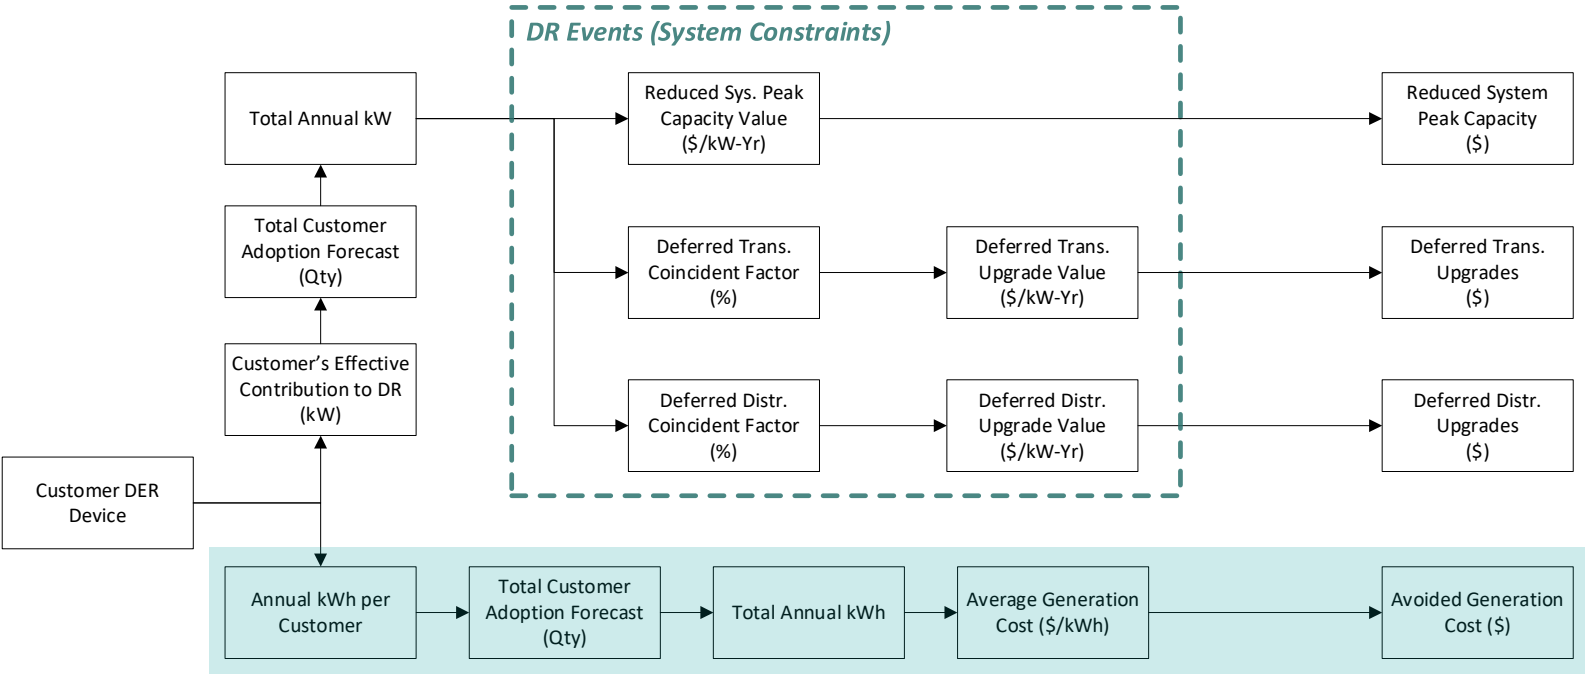 DR Events (System Constraints)
Total Annual kW
Reduced Sys. Peak
Capacity Value
($/kW-Yr)
Reduced System
Peak Capacity
($)
Total Customer
Adoption Forecast
(Qty)
Deferred Trans.
Coincident Factor
(%)
Deferred Trans.
Upgrade Value
($/kW-Yr)
Deferred Trans.
Upgrades
($)
Customer’s Effective
Contribution to DR
(kW)
Deferred Distr.
Coincident Factor
(%)
Deferred Distr.
Upgrade Value
($/kW-Yr)
Deferred Distr.
Upgrades
($)
Customer DER
Device
Annual kWh per
Customer
Total Customer
Adoption Forecast
(Qty)
Total Annual kWh
Average Generation
Cost ($/kWh)
Avoided Generation
Cost ($)